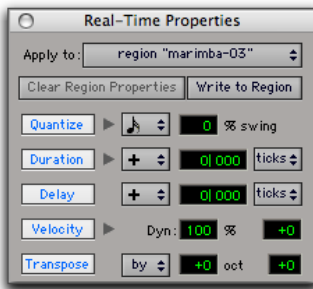 Real-Time Properties
Apply to: region "marimba-03"
Clear Region Properties Write to Region
Quantize 0 % swing
Duration + 0| 000 ticks
Delay + 0| 000 ticks
Velocity Dyn: 100 % +0
Transpose by +0 oct +0